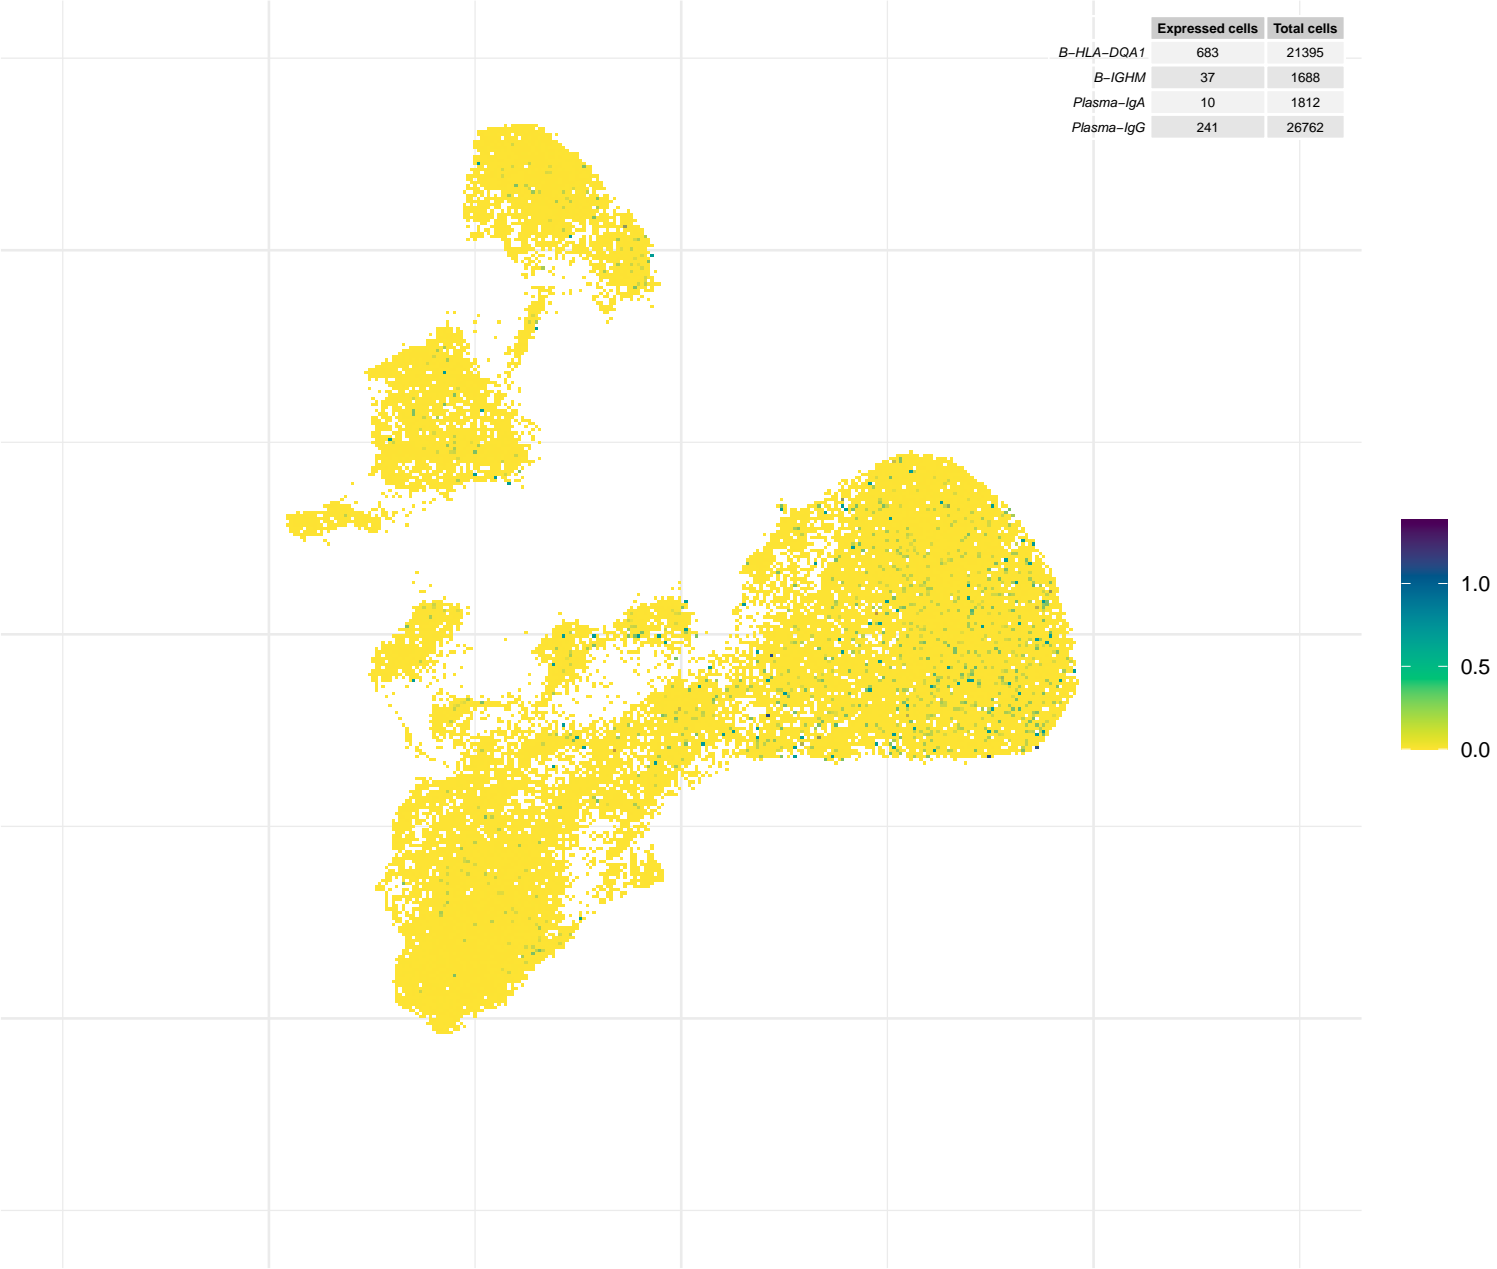 Expressed cells Total cells
B−HLA−DQA1 683 21395
B−IGHM 37 1688
Plasma−IgA 10 1812
Plasma−IgG 241 26762
1.0
0.5
0.0